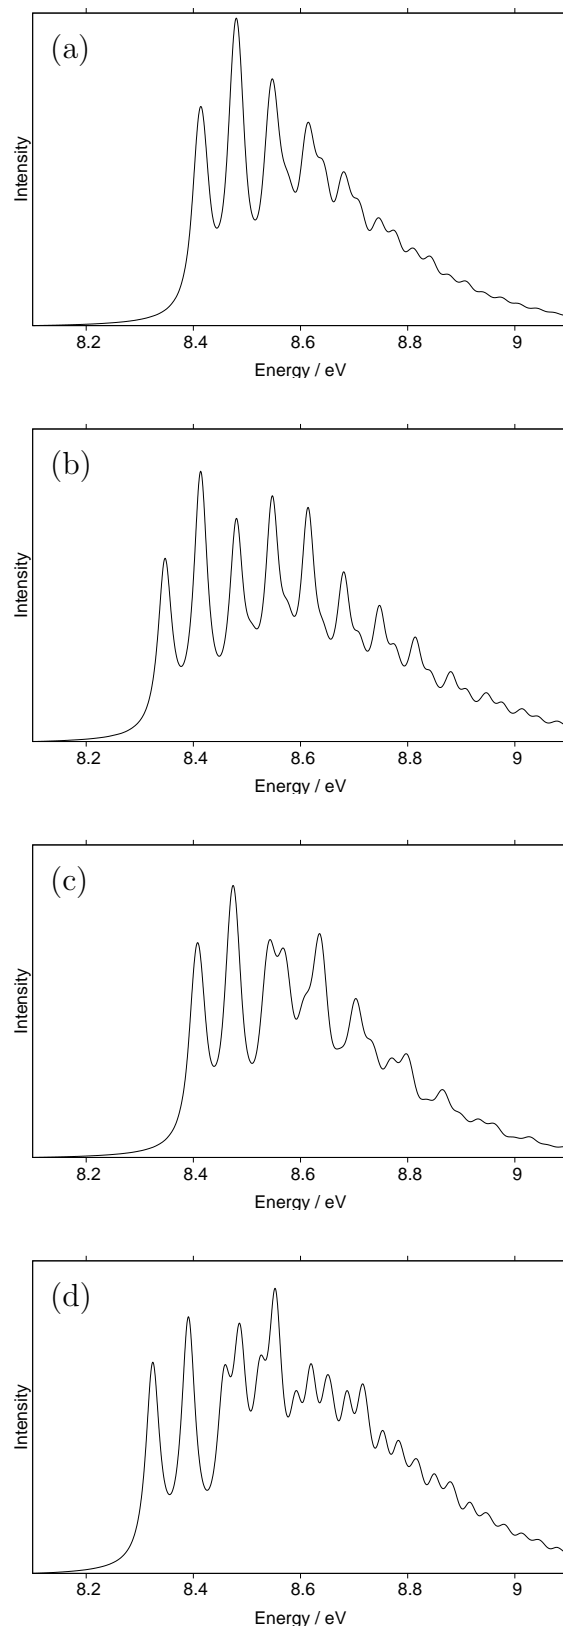 (a)
Intensity
8.2 8.4 8.6 8.8 9
Energy / eV
(b)
Intensity
8.2 8.4 8.6 8.8 9
Energy / eV
(c)
Intensity
8.2 8.4 8.6 8.8 9
Energy / eV
(d)
Intensity
8.2 8.4 8.6 8.8 9
Energy / eV